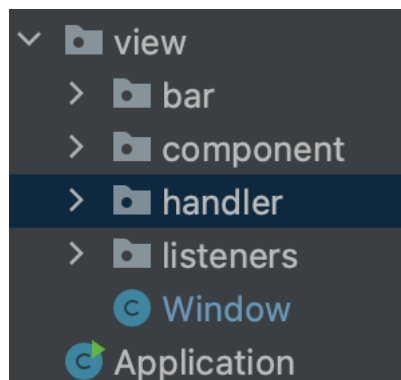 view
bar
component
handler
listeners
C Window
C Application